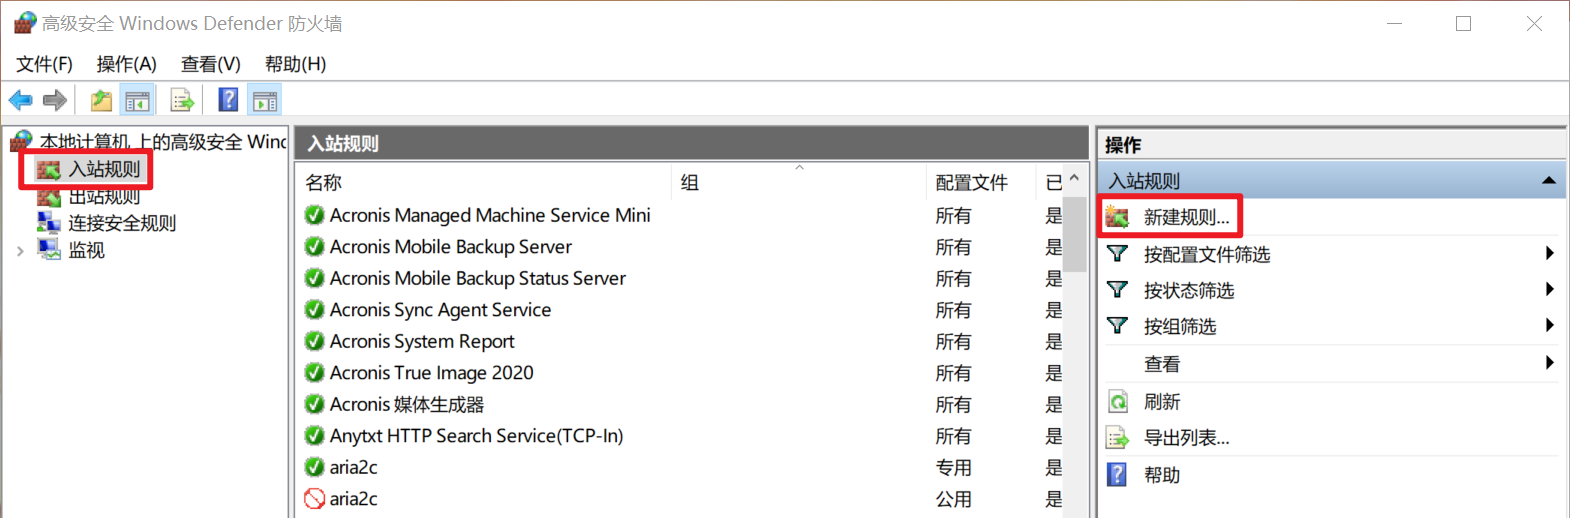 高级安全 Windows Defender 防火墙
文件(F) 操作(A) 查看(V) 帮助(H)
本地计算机 上的高级安全 Winc
入站规则
出站规则
连接安全规则
监视
入站规则
名称 组 配置文件 已
Acronis Managed Machine Service Mini 所有 是
Acronis Mobile Backup Server 所有 是
Acronis Mobile Backup Status Server 所有 是
Acronis Sync Agent Service 所有 是
Acronis System Report 所有 是
Acronis True Image 2020 所有 是
Acronis 媒体生成器 所有 是
Anytxt HTTP Search Service(TCP-In) 所有 是
aria2c 专用 是
aria2c 公用 是
操作
入站规则
新建规则...
按配置文件筛选
按状态筛选
按组筛选
查看
刷新
导出列表...
帮助